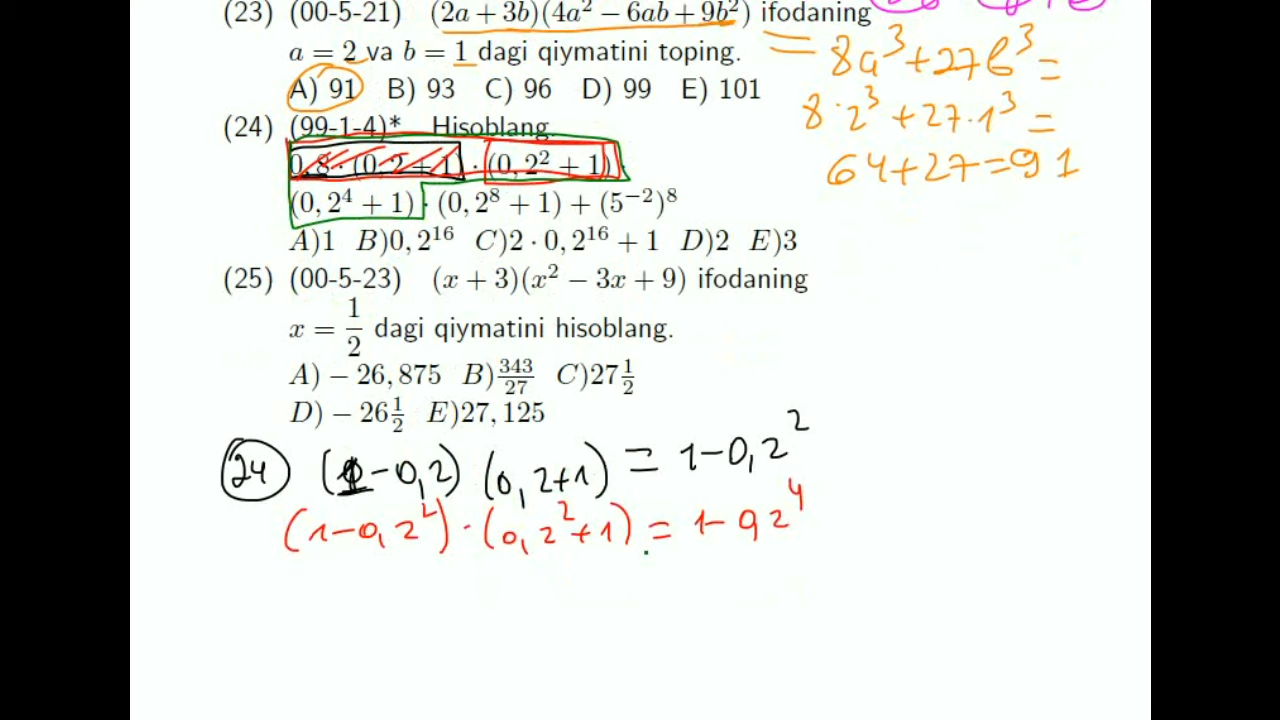 (23) (00-5-21) (2a + 3b)(4a² − 6ab + 9b²) ifodaning
a = 2 va b = 1 dagi qiymatini toping.
A) 91 B) 93 C) 96 D) 99 E) 101
= 8a³ + 27b³ =
8·2³ + 27·1³ =
64+27=91
(24) (99-1-4)* Hisoblang.
0,8 · (0,2 + 1) · (0,2² + 1) ·
(0,2⁴ + 1) · (0,2⁸ + 1) + (5⁻²)⁸
A)1 B)0,2¹⁶ C)2 · 0,2¹⁶ + 1 D)2 E)3
(25) (00-5-23) (x + 3)(x² − 3x + 9) ifodaning
x = 1/2 dagi qiymatini hisoblang.
A) − 26,875 B)343/27 C)27 1/2
D) − 26 1/2 E)27,125
24 (1-0,2) (0,2+1) = 1-0,2²
(1-0,2²) · (0,2²+1) = 1-0,2⁴